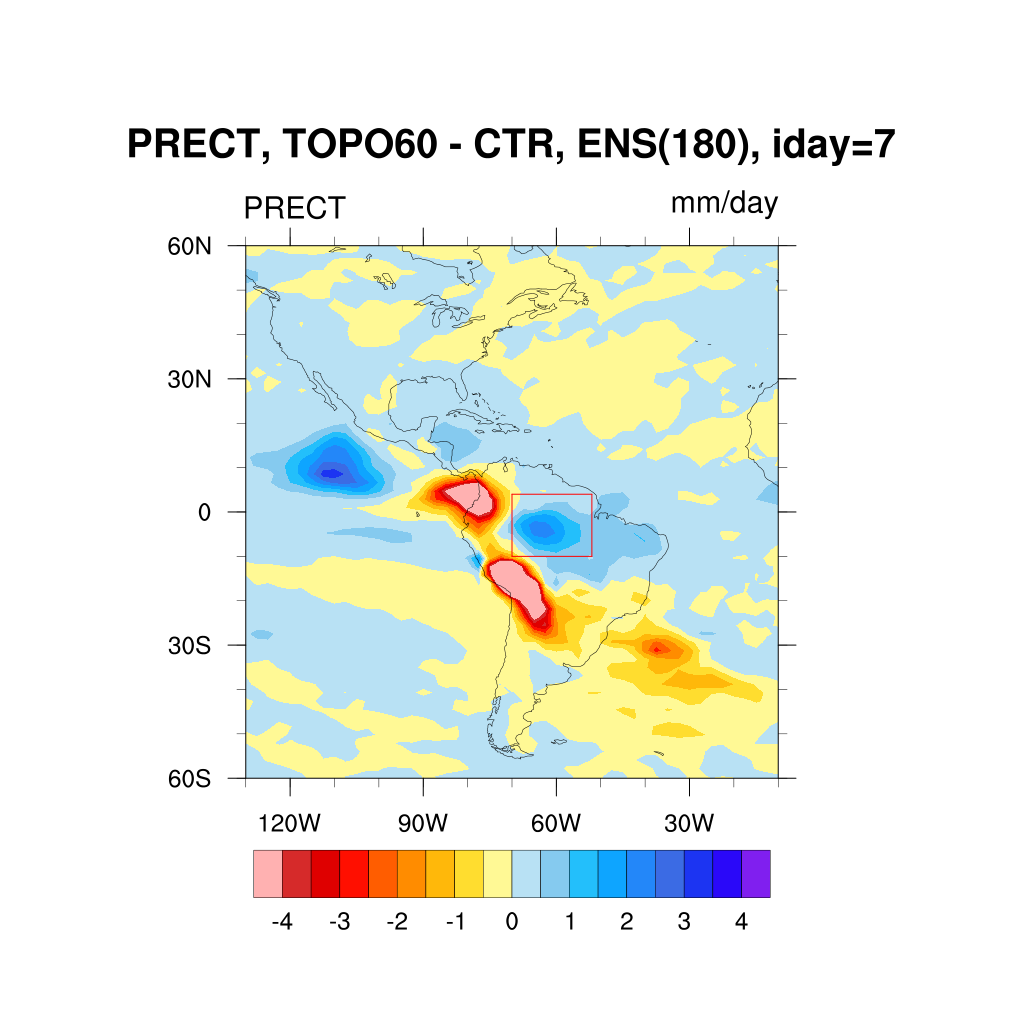 PRECT, TOPO60 - CTR, ENS(180), iday=7
PRECT mm/day
60N
30N
0
30S
60S
120W 90W 60W 30W
-4 -3 -2 -1 0 1 2 3 4